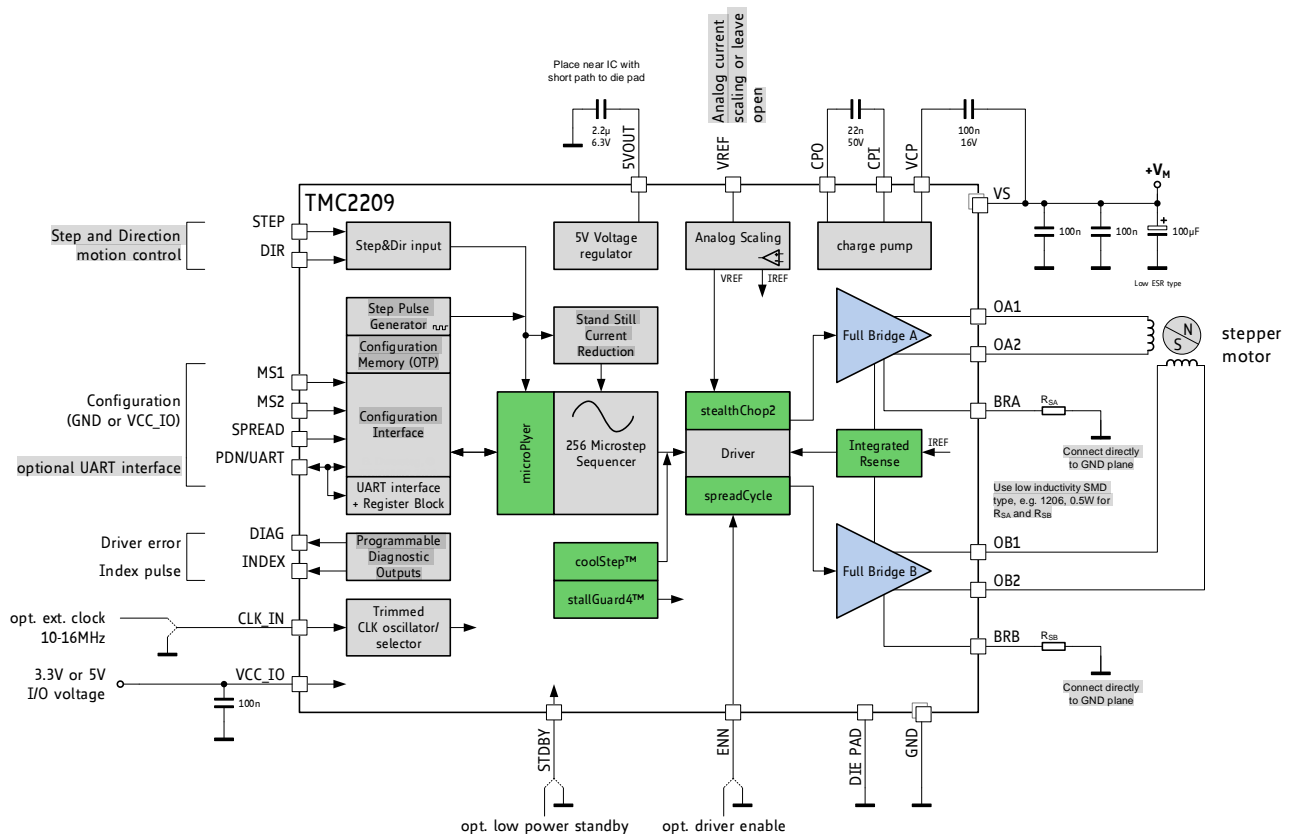 Place near IC with
short path to die pad
2.2µ
6.3V
5VOUT
Analog current
scaling or leave
open
VREF
22n
50V
CPO
CPI
VCP
100n
16V
+VM
VS
100n
100n
+
100µF
Low ESR type
TMC2209
Step and Direction
motion control
STEP
DIR
Step&Dir input
5V Voltage
regulator
Analog Scaling
VREF
IREF
charge pump
Step Pulse
Generator
Configuration
Memory (OTP)
Stand Still
Current
Reduction
Full Bridge A
OA1
OA2
N
S
stepper
motor
Configuration
(GND or VCC_IO)
optional UART interface
MS1
MS2
SPREAD
PDN/UART
Configuration
Interface
UART interface
+ Register Block
microPlyer
256 Microstep
Sequencer
stealthChop2
Driver
spreadCycle
Integrated
Rsense
IREF
BRA
RSA
Connect directly
to GND plane
Use low inductivity SMD
type, e.g. 1206, 0.5W for
RSA and RSB
Driver error
Index pulse
DIAG
INDEX
Programmable
Diagnostic
Outputs
coolStep™
stallGuard4™
Full Bridge B
OB1
OB2
opt. ext. clock
10-16MHz
CLK_IN
Trimmed
CLK oscillator/
selector
BRB
RSB
Connect directly
to GND plane
3.3V or 5V
I/O voltage
VCC_IO
100n
STDBY
ENN
DIE PAD
GND
opt. low power standby
opt. driver enable